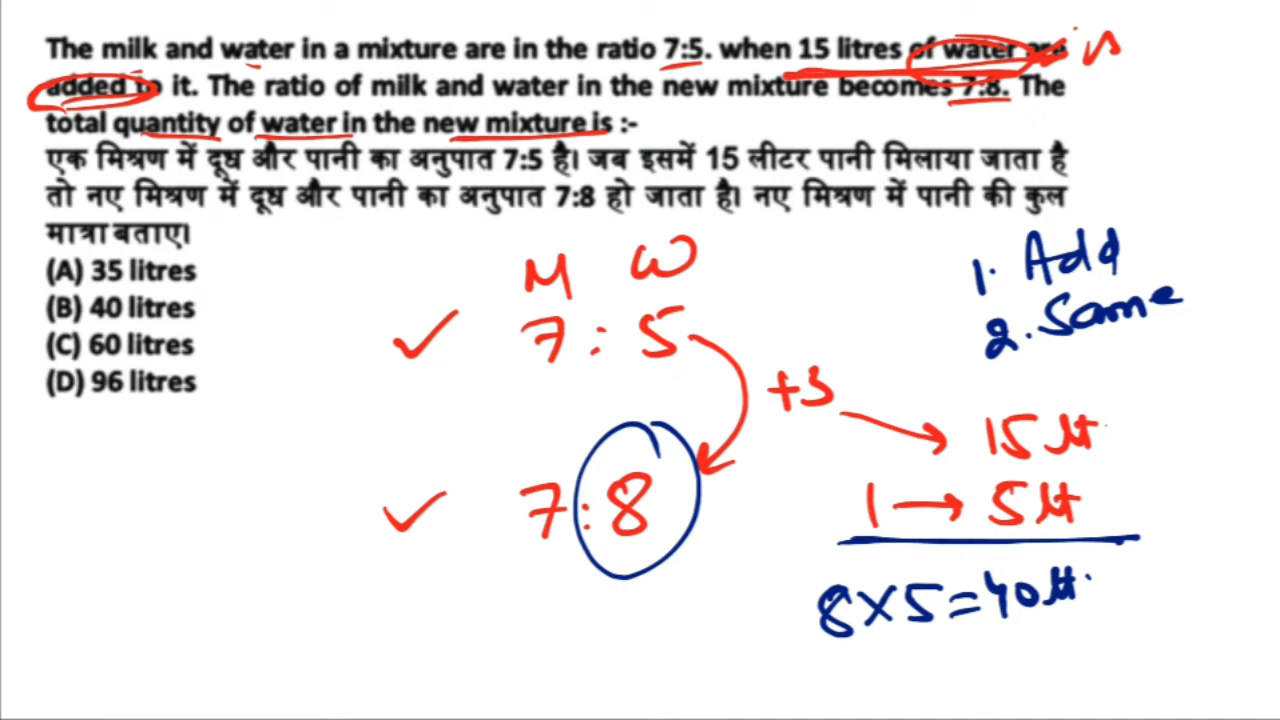 The milk and water in a mixture are in the ratio 7:5. when 15 litres of water are is
added to it. The ratio of milk and water in the new mixture becomes 7:8. The
total quantity of water in the new mixture is :-
एक मिश्रण में दूध और पानी का अनुपात 7:5 है। जब इसमें 15 लीटर पानी मिलाया जाता है
तो नए मिश्रण में दूध और पानी का अनुपात 7:8 हो जाता है। नए मिश्रण में पानी की कुल
मात्रा बताए।
(A) 35 litres
(B) 40 litres
(C) 60 litres
(D) 96 litres
M W
7 : 5
7 : 8
+3
1. Add
2. Same
15 lt
1 → 5 lt
8 × 5 = 40 lt.